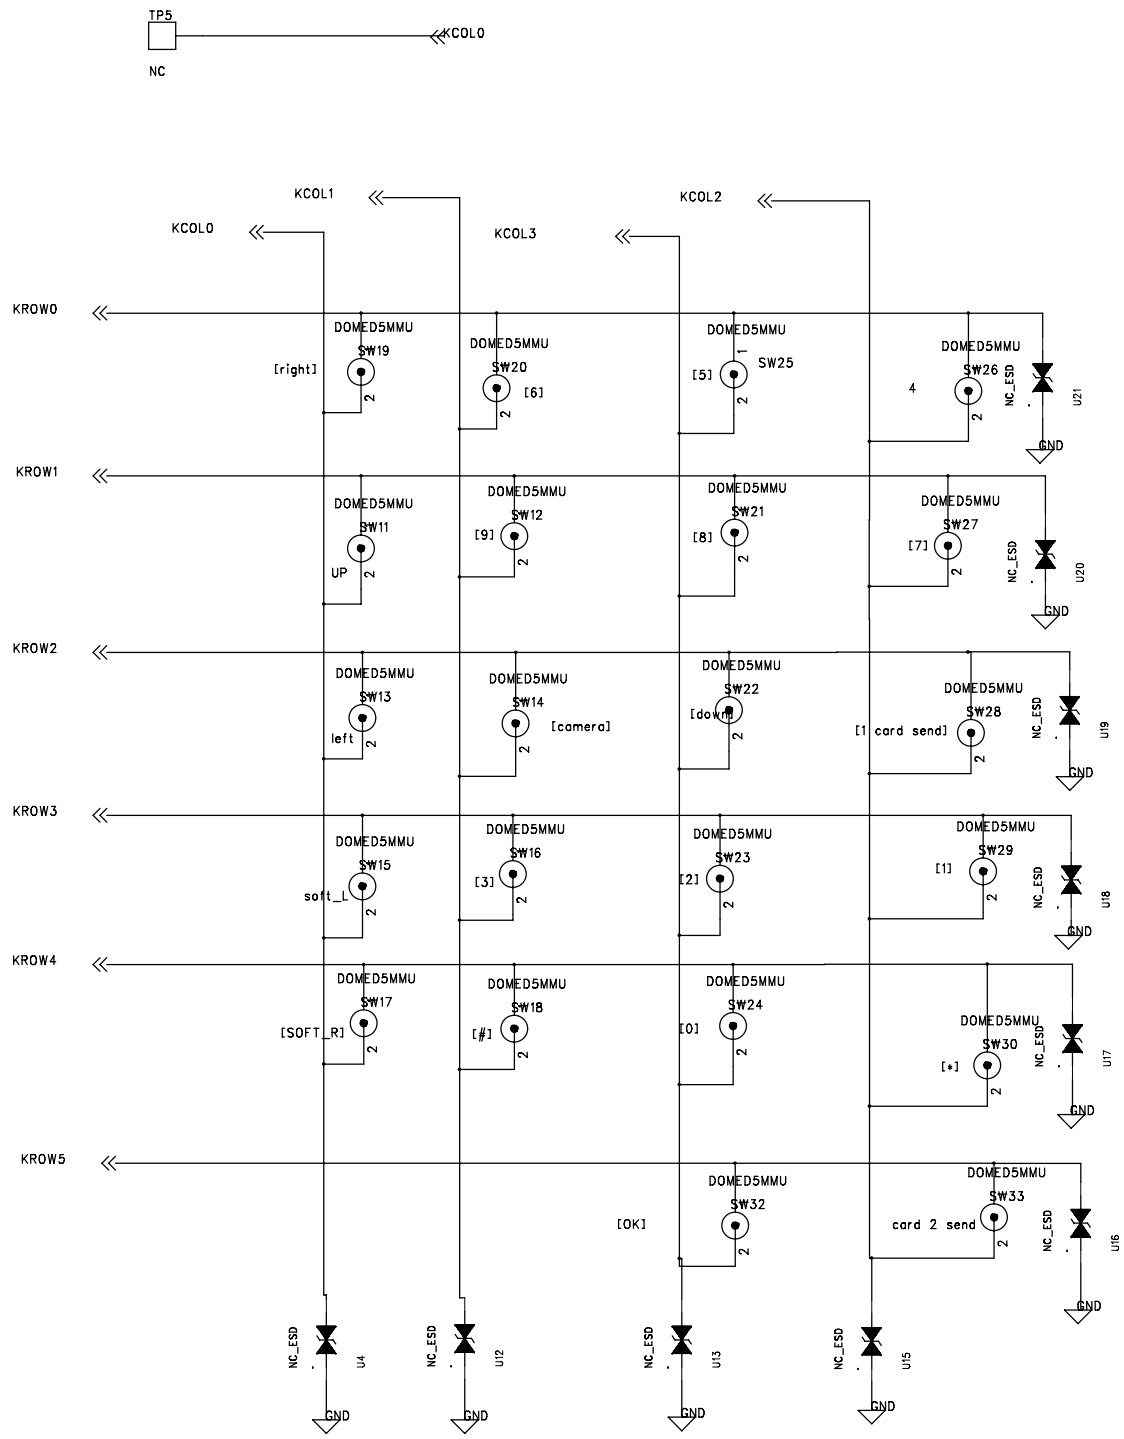 TP5
KCOL0
NC
KCOL1
KCOL2
KCOL0
KCOL3
KROW0
DOMED5MMU
DOMED5MMU
DOMED5MMU
DOMED5MMU
SW19
SW20
1
SW25
SW26
[right]
[6]
[5]
4
NC_ESD
U21
2
2
2
2
GND
KROW1
DOMED5MMU
DOMED5MMU
DOMED5MMU
DOMED5MMU
SW11
SW12
SW21
SW27
UP
[9]
[8]
[7]
NC_ESD
U20
2
2
2
2
GND
KROW2
DOMED5MMU
DOMED5MMU
DOMED5MMU
DOMED5MMU
SW13
SW14
SW22
SW28
left
[camera]
[down]
[1 card send]
NC_ESD
U19
2
2
2
2
GND
KROW3
DOMED5MMU
DOMED5MMU
DOMED5MMU
DOMED5MMU
SW15
SW16
SW23
SW29
soft_L
[3]
[2]
[1]
NC_ESD
U18
2
2
2
2
GND
KROW4
DOMED5MMU
DOMED5MMU
DOMED5MMU
DOMED5MMU
SW17
SW18
SW24
SW30
[SOFT_R]
[#]
[0]
[*]
NC_ESD
U17
2
2
2
2
GND
KROW5
DOMED5MMU
DOMED5MMU
SW32
SW33
[OK]
card 2 send
NC_ESD
U16
2
2
GND
NC_ESD
U4
NC_ESD
U12
NC_ESD
U13
NC_ESD
U15
GND
GND
GND
GND